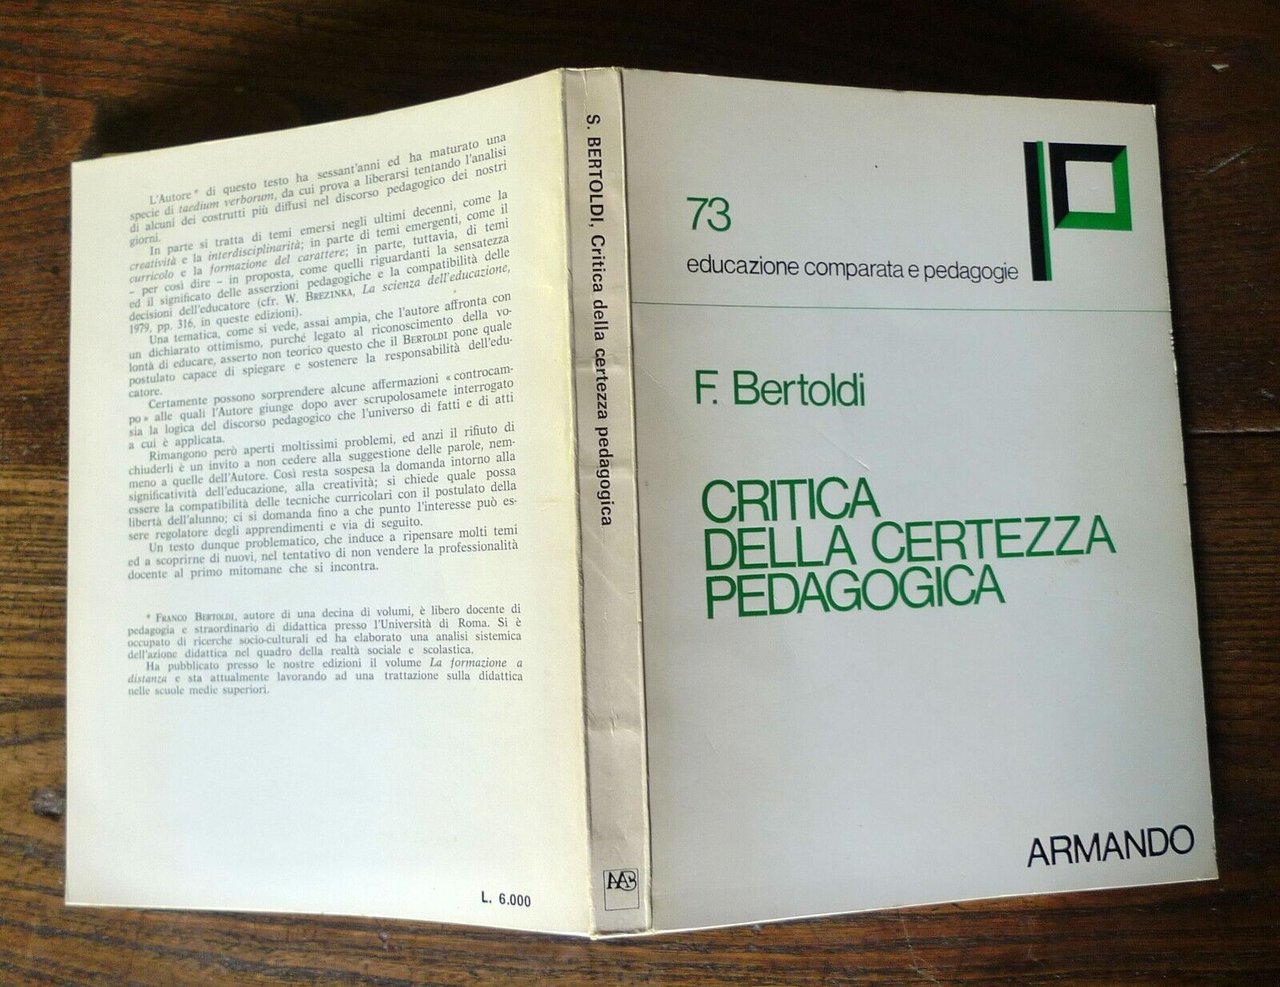 L'Autore* di questo testo ha sessant'anni ed ha maturato una
specie di taedium verborum, da cui prova a liberarsi tentando l'analisi
di alcuni dei costrutti più diffusi nel discorso pedagogico dei nostri
giorni.
In parte si tratta di temi emersi negli ultimi decenni, come la
creatività e la interdisciplinarità; in parte di temi emergenti, come il
curricolo e la formazione del carattere; in parte, tuttavia, di temi
– per così dire – in proposta, come quelli riguardanti la sensatezza
ed il significato delle asserzioni pedagogiche e la compatibilità delle
decisioni dell'educatore (cfr. W. BREZINKA, La scienza dell'educazione,
1979, pp. 316, in queste edizioni).
Una tematica, come si vede, assai ampia, che l'autore affronta con
un dichiarato ottimismo, purché legato al riconoscimento della vo-
lontà di educare, asserto non teorico questo che il BERTOLDI pone quale
postulato capace di spiegare e sostenere la responsabilità dell'edu-
catore.
Certamente possono sorprendere alcune affermazioni « controcam-
po » alle quali l'Autore giunge dopo aver scrupolosamete interrogato
sia la logica del discorso pedagogico che l'universo di fatti e di atti
a cui è applicata.
Rimangono però aperti moltissimi problemi, ed anzi il rifiuto di
chiuderli è un invito a non cedere alla suggestione delle parole, nem-
meno a quelle dell'Autore. Così resta sospesa la domanda intorno alla
significatività dell'educazione, alla creatività; si chiede quale possa
essere la compatibilità delle tecniche curricolari con il postulato della
libertà dell'alunno; ci si domanda fino a che punto l'interesse può es-
sere regolatore degli apprendimenti e via di seguito.
Un testo dunque problematico, che induce a ripensare molti temi
ed a scoprirne di nuovi, nel tentativo di non vendere la professionalità
docente al primo mitomane che si incontra.
* FRANCO BERTOLDI, autore di una decina di volumi, è libero docente di
pedagogia e straordinario di didattica presso l'Università di Roma. Si è
occupato di ricerche socio-culturali ed ha elaborato una analisi sistemica
dell'azione didattica nel quadro della realtà sociale e scolastica.
Ha pubblicato presso le nostre edizioni il volume La formazione a
distanza e sta attualmente lavorando ad una trattazione sulla didattica
nelle scuole medie superiori.
L. 6.000
S. BERTOLDI, Critica della certezza pedagogica
AAB
73
educazione comparata e pedagogie
F. Bertoldi
CRITICA
DELLA CERTEZZA
PEDAGOGICA
ARMANDO